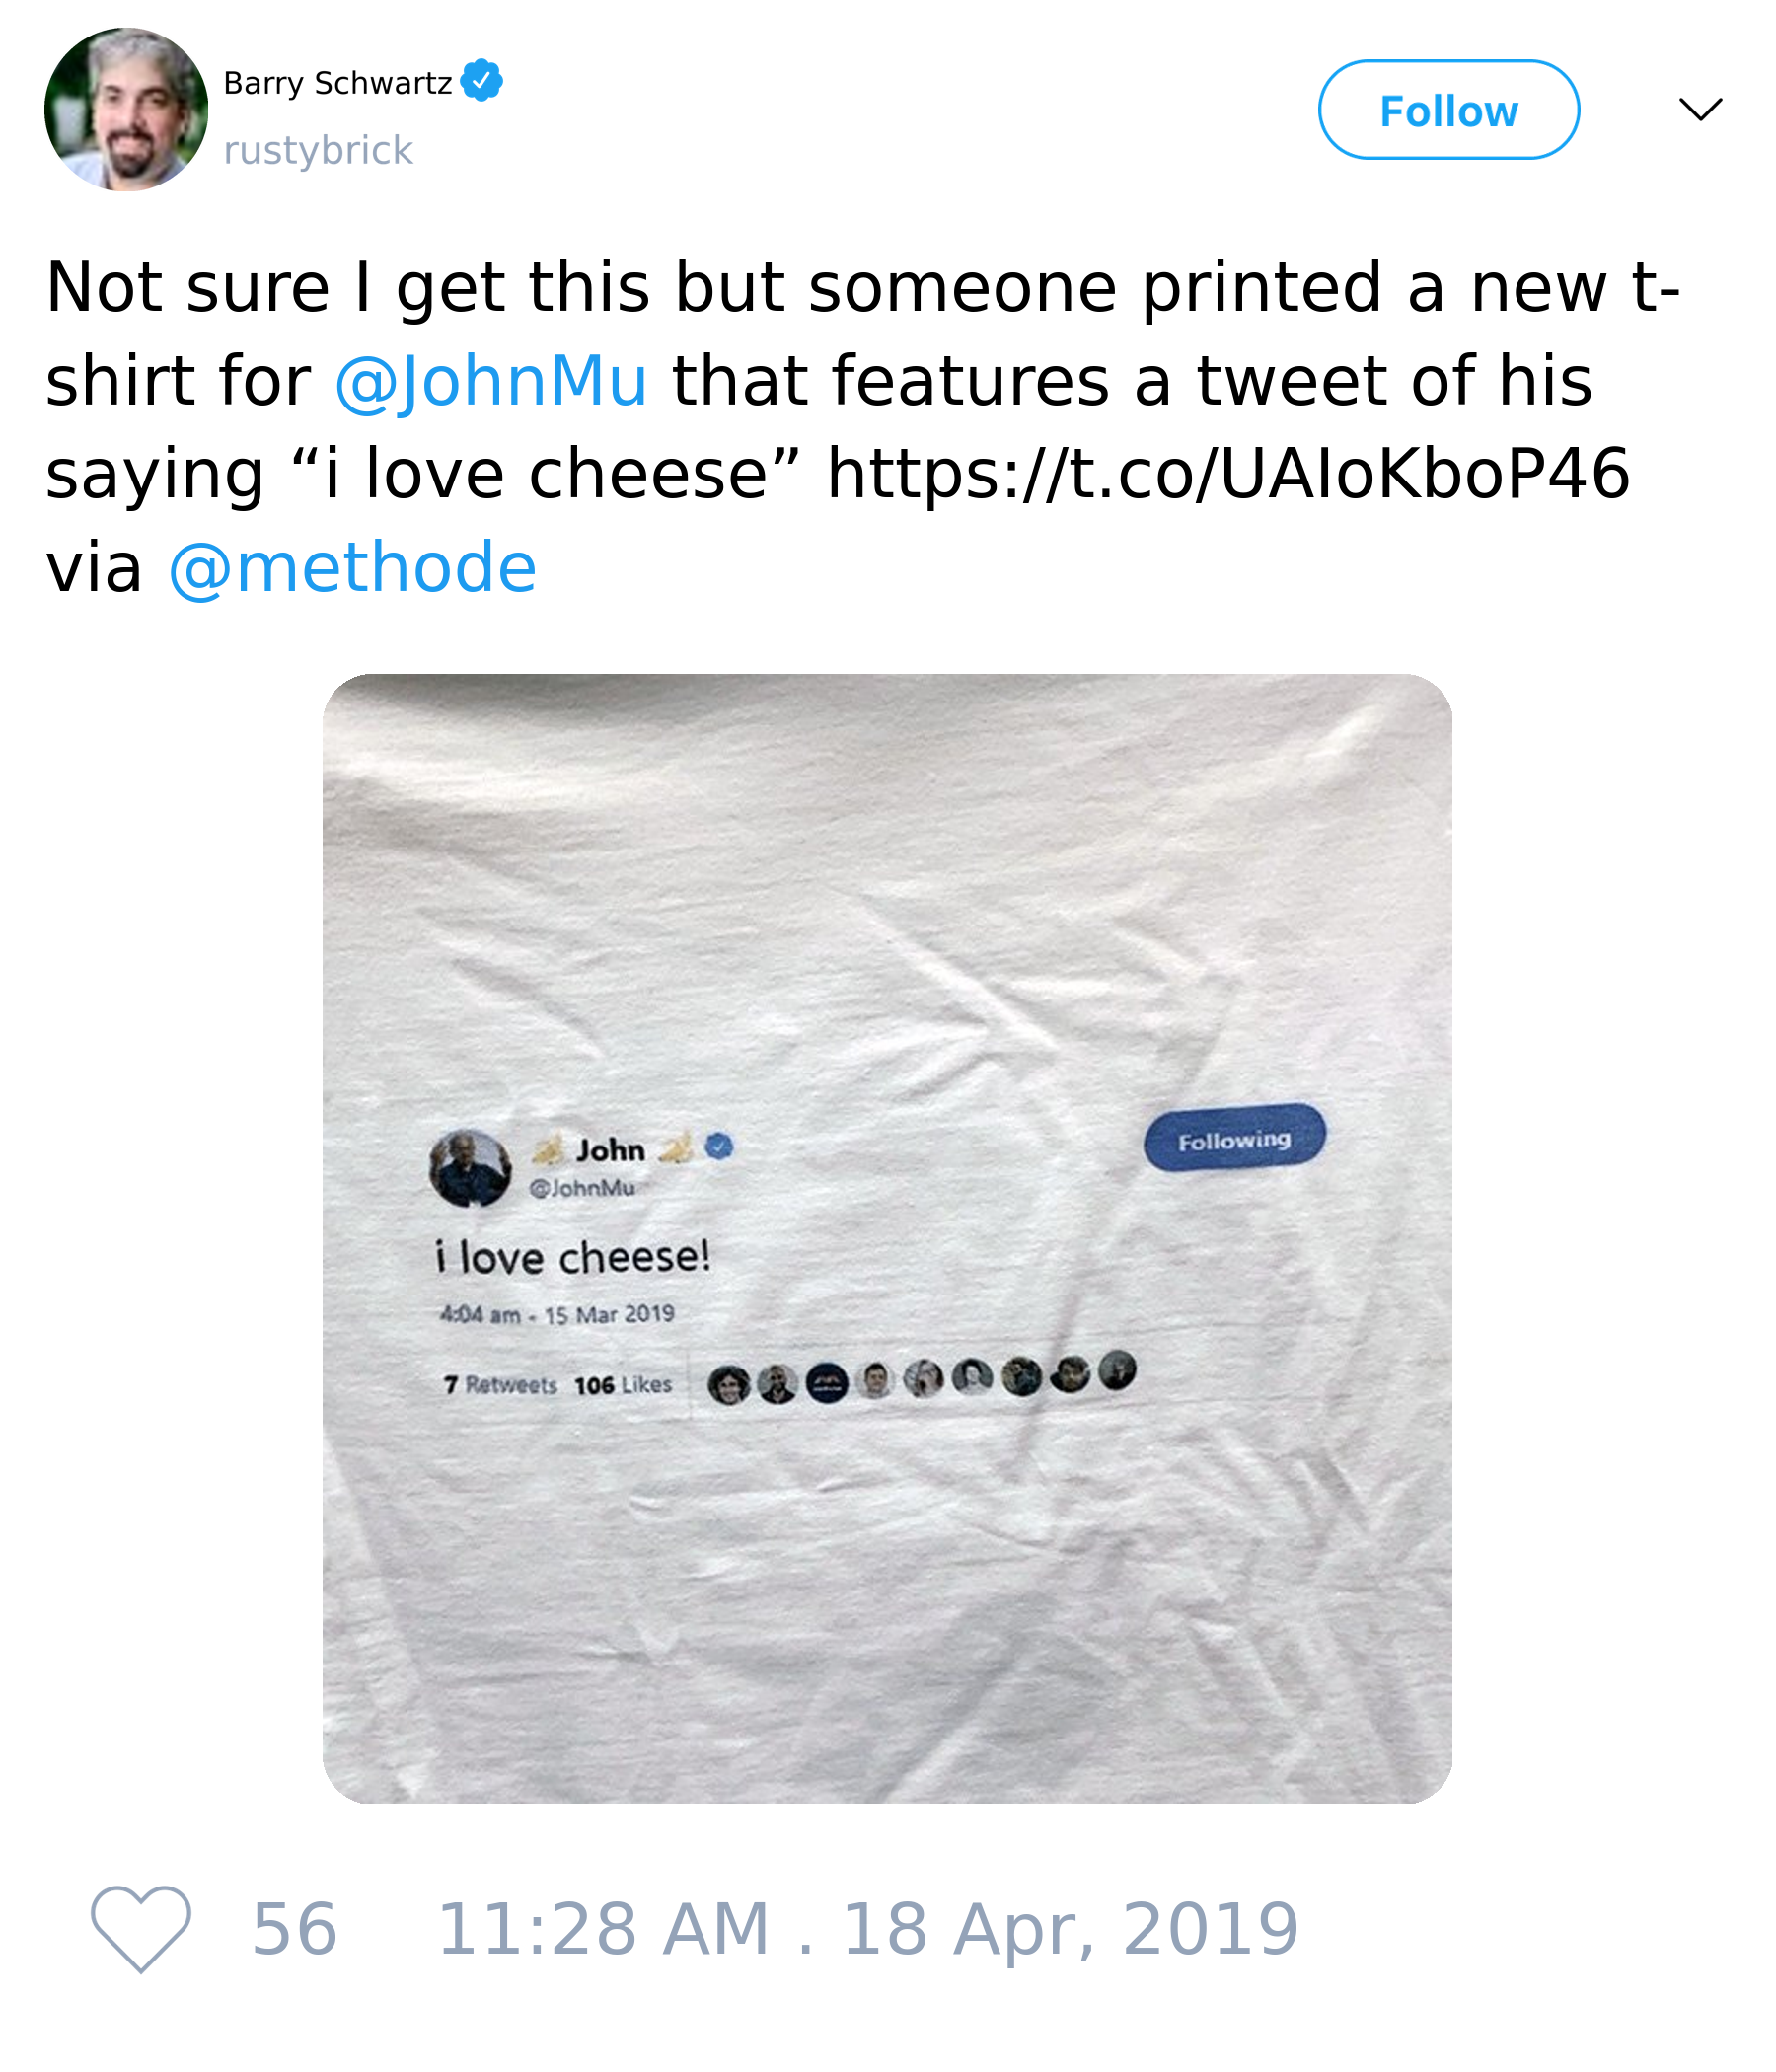 Barry Schwartz
rustybrick
Follow
Not sure I get this but someone printed a new t-
shirt for @JohnMu that features a tweet of his
saying “i love cheese” https://t.co/UAIoKboP46
via @methode
John
@JohnMu
Following
i love cheese!
4:04 am - 15 Mar 2019
7 Retweets 106 Likes
56 11:28 AM . 18 Apr, 2019